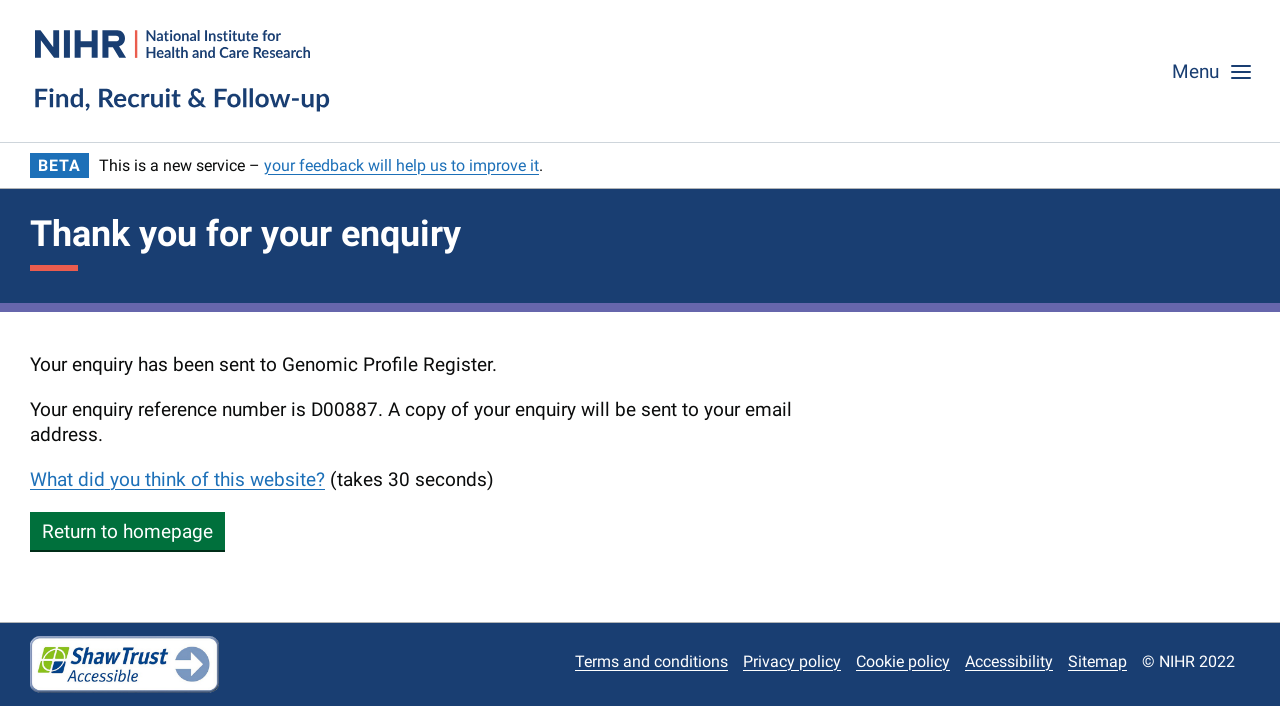 NIHR
National Institute for
Health and Care Research
Find, Recruit & Follow-up
Menu
BETA This is a new service – your feedback will help us to improve it.
Thank you for your enquiry
Your enquiry has been sent to Genomic Profile Register.
Your enquiry reference number is D00887. A copy of your enquiry will be sent to your email
address.
What did you think of this website? (takes 30 seconds)
Return to homepage
Shaw Trust
Accessible
Terms and conditions Privacy policy Cookie policy Accessibility Sitemap © NIHR 2022